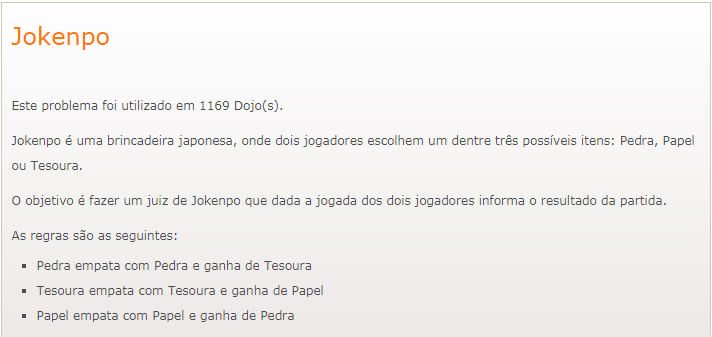 Jokenpo
Este problema foi utilizado em 1169 Dojo(s).
Jokenpo é uma brincadeira japonesa, onde dois jogadores escolhem um dentre três possíveis itens: Pedra, Papel
ou Tesoura.
O objetivo é fazer um juiz de Jokenpo que dada a jogada dos dois jogadores informa o resultado da partida.
As regras são as seguintes:
Pedra empata com Pedra e ganha de Tesoura
Tesoura empata com Tesoura e ganha de Papel
Papel empata com Papel e ganha de Pedra